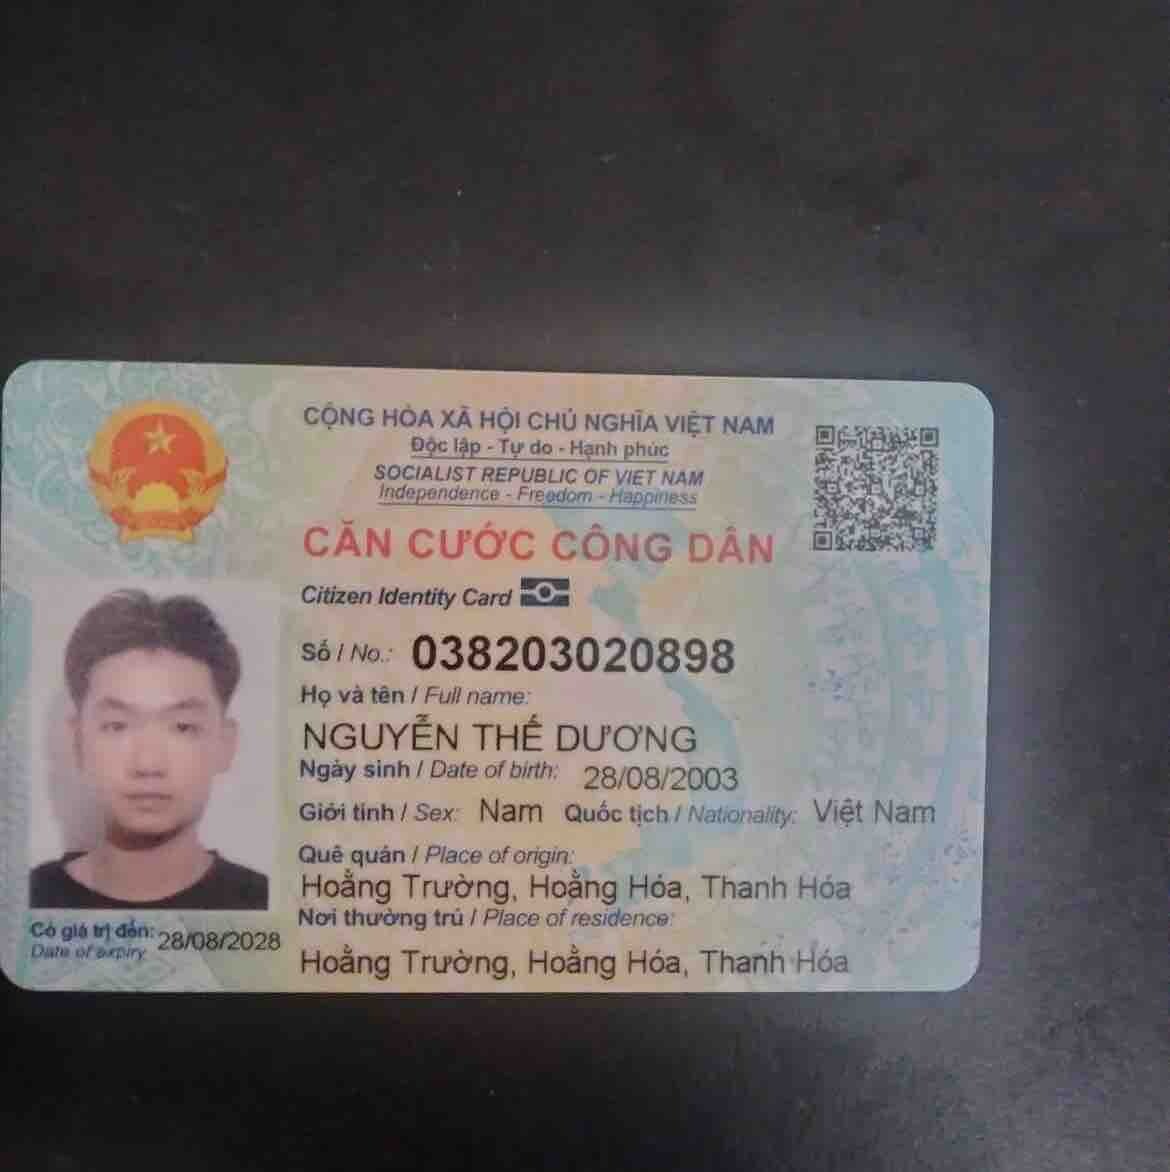 CỘNG HÒA XÃ HỘI CHỦ NGHĨA VIỆT NAM
Độc lập - Tự do - Hạnh phúc
SOCIALIST REPUBLIC OF VIET NAM
Independence - Freedom - Happiness
CĂN CƯỚC CÔNG DÂN
Citizen Identity Card
Số / No.: 038203020898
Họ và tên / Full name:
NGUYỄN THẾ DƯƠNG
Ngày sinh / Date of birth: 28/08/2003
Giới tính / Sex: Nam Quốc tịch / Nationality: Việt Nam
Quê quán / Place of origin:
Hoằng Trường, Hoằng Hóa, Thanh Hóa
Nơi thường trú / Place of residence:
Hoằng Trường, Hoằng Hóa, Thanh Hóa
Có giá trị đến: 28/08/2028
Date of expiry